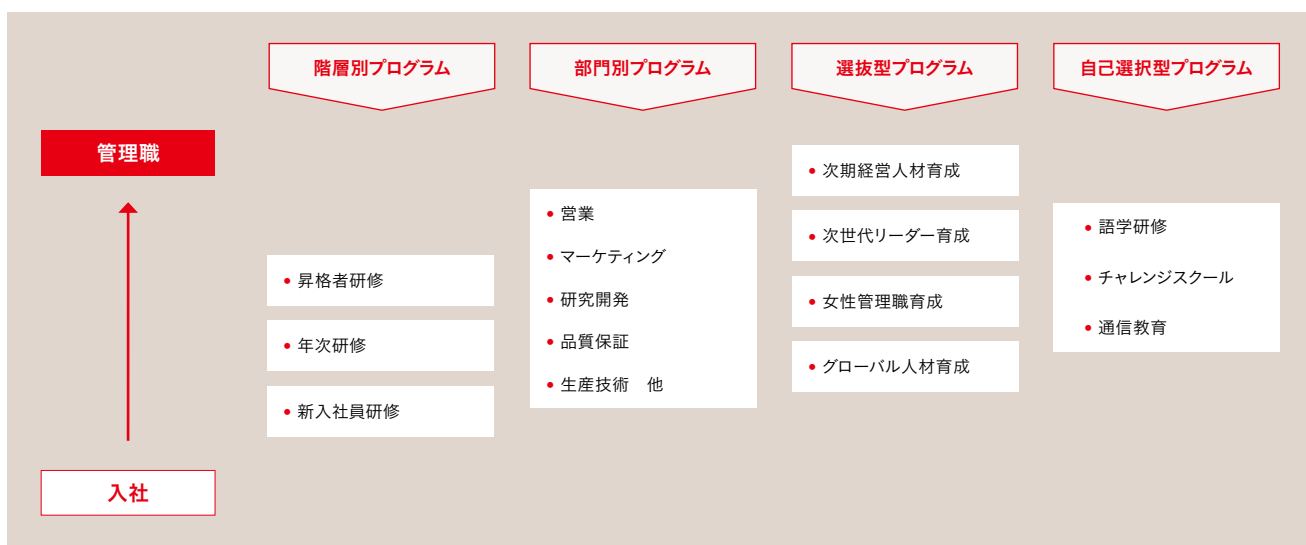 階層別プログラム
部門別プログラム
選抜型プログラム
自己選択型プログラム
管理職
入社
• 昇格者研修
• 年次研修
• 新入社員研修
• 営業
• マーケティング
• 研究開発
• 品質保証
• 生産技術　他
• 次期経営人材育成
• 次世代リーダー育成
• 女性管理職育成
• グローバル人材育成
• 語学研修
• チャレンジスクール
• 通信教育